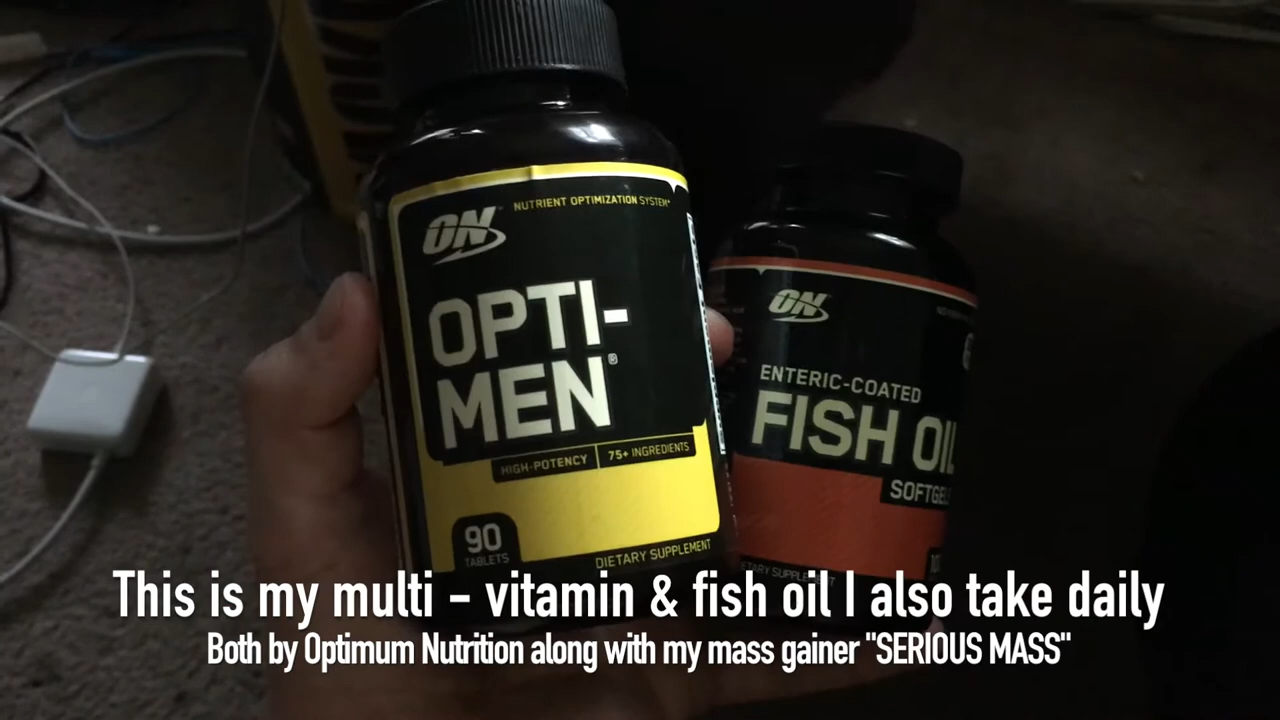 ON
NUTRIENT OPTIMIZATION SYSTEM
OPTI-
MEN®
HIGH-POTENCY 75+ INGREDIENTS
90
TABLETS
DIETARY SUPPLEMENT
ON
ENTERIC-COATED
FISH OIL
This is my multi - vitamin & fish oil I also take daily
Both by Optimum Nutrition along with my mass gainer "SERIOUS MASS"